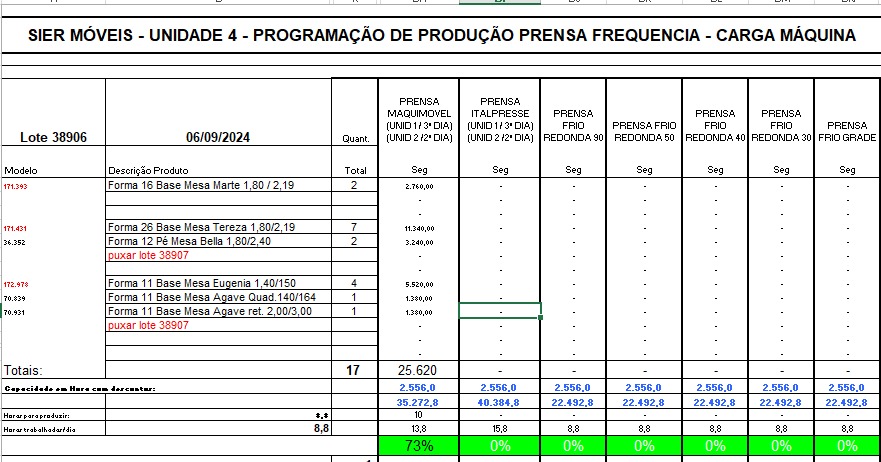 SIER MÓVEIS - UNIDADE 4 - PROGRAMAÇÃO DE PRODUÇÃO PRENSA FREQUENCIA - CARGA MÁQUINA
Lote 38906 06/09/2024 Quant. PRENSA MAQUIMOVEL (UNID 1 / 3ª DIA) (UNID 2 /2ª DIA) PRENSA ITALPRESSE (UNID 1 / 3ª DIA) (UNID 2 /2ª DIA) PRENSA FRIO REDONDA 90 PRENSA FRIO REDONDA 50 PRENSA FRIO REDONDA 40 PRENSA FRIO REDONDA 30 PRENSA FRIO GRADE
Modelo Descrição Produto Total Seg Seg Seg Seg Seg Seg Seg
171.393 Forma 16 Base Mesa Marte 1,80 / 2,19 2 2.760,00 - - - - - -
- - - - - - -
- - - - - - -
171.431 Forma 26 Base Mesa Tereza 1,80/2,19 7 11.340,00 - - - - - -
36.352 Forma 12 Pé Mesa Bella 1,80/2,40 2 3.240,00 - - - - - -
puxar lote 38907 - - - - - - -
- - - - - - -
172.978 Forma 11 Base Mesa Eugenia 1,40/150 4 5.520,00 - - - - - -
70.839 Forma 11 Base Mesa Agave Quad.140/164 1 1.380,00 - - - - - -
70.931 Forma 11 Base Mesa Agave ret. 2,00/3,00 1 1.380,00 - - - - - -
puxar lote 38907 - - - - - - -
- - - - - - -
- - - - - - -
Totais: 17 25.620 - - - - - -
Capacidade em Hora com descontar: 2.556,0 2.556,0 2.556,0 2.556,0 2.556,0 2.556,0 2.556,0
35.272,8 40.384,8 22.492,8 22.492,8 22.492,8 22.492,8 22.492,8
Horas para produzir: 8,8 10 - - - - - -
Horas trabalhadas/dia 8,8 13,8 15,8 8,8 8,8 8,8 8,8 8,8
73% 0% 0% 0% 0% 0% 0%